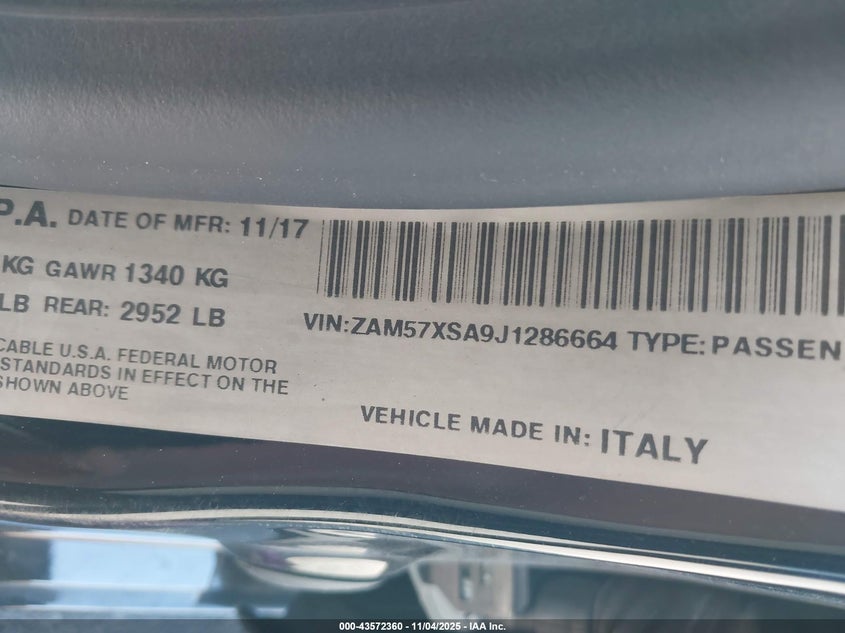 P.A. DATE OF MFR: 11/17
KG GAWR 1340 KG
LB REAR: 2952 LB
VIN:ZAM57XSA9J1286664 TYPE: PASSEN
CABLE U.S.A. FEDERAL MOTOR
STANDARDS IN EFFECT ON THE
SHOWN ABOVE
VEHICLE MADE IN: ITALY
000-43572360 - 11/04/2025 - IAA Inc.